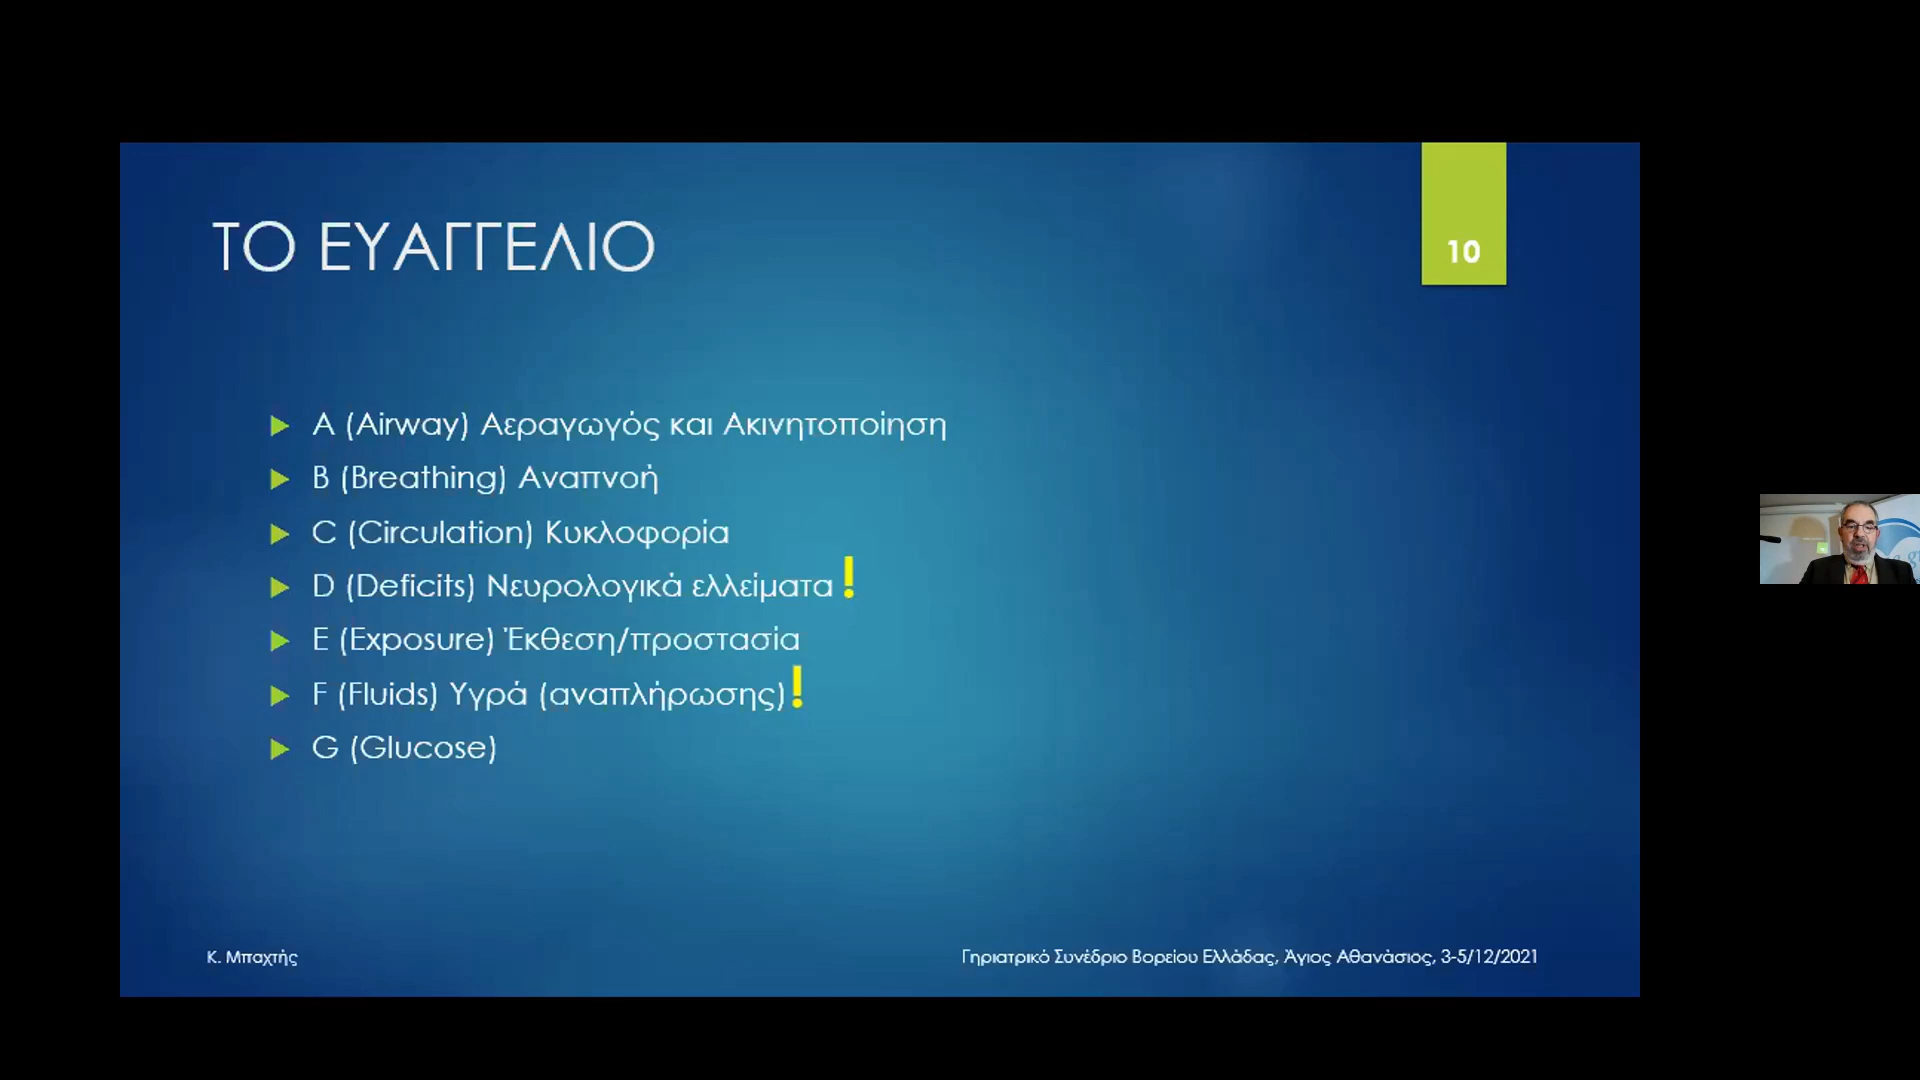 ΤΟ ΕΥΑΓΓΕΛΙΟ
10
A (Airway) Αεραγωγός και Ακινητοποίηση
B (Breathing) Αναπνοή
C (Circulation) Κυκλοφορία
D (Deficits) Νευρολογικά ελλείματα !
E (Exposure) Έκθεση/προστασία
F (Fluids) Υγρά (αναπλήρωσης) !
G (Glucose)
Κ. Μπαχτής
Γηριατρικό Συνέδριο Βορείου Ελλάδας, Άγιος Αθανάσιος, 3-5/12/2021